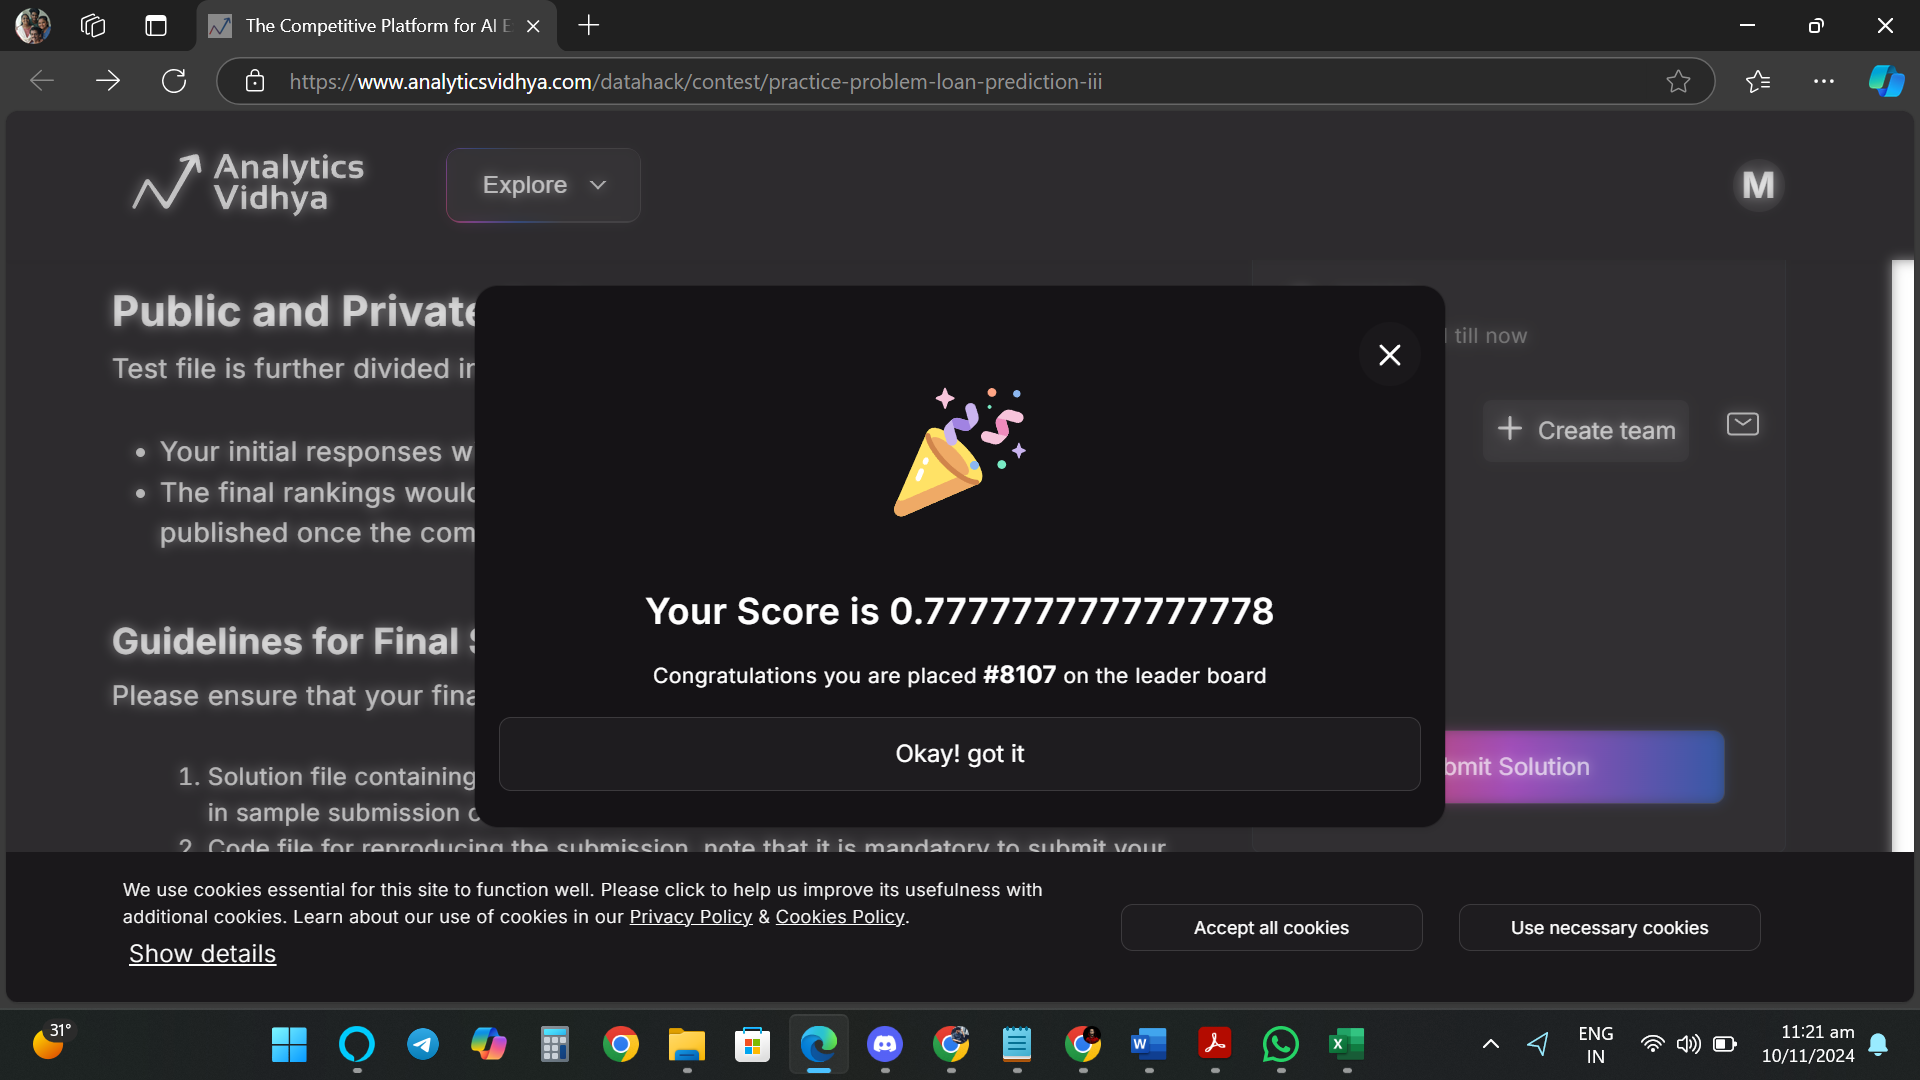 The Competitive Platform for AI E
https://www.analyticsvidhya.com/datahack/contest/practice-problem-loan-prediction-iii
Analytics
Vidhya
Explore
M
Public and Private
Test file is further divided in
till now
Create team
Your initial responses w
The final rankings would
published once the com
Your Score is 0.7777777777777778
Congratulations you are placed #8107 on the leader board
Okay! got it
Guidelines for Final S
Please ensure that your fina
bmit Solution
1. Solution file containing
in sample submission c
2. Code file for reproducing the submission, note that it is mandatory to submit your
We use cookies essential for this site to function well. Please click to help us improve its usefulness with
additional cookies. Learn about our use of cookies in our Privacy Policy & Cookies Policy.
Show details
Accept all cookies
Use necessary cookies
31°
ENG
IN
11:21 am
10/11/2024